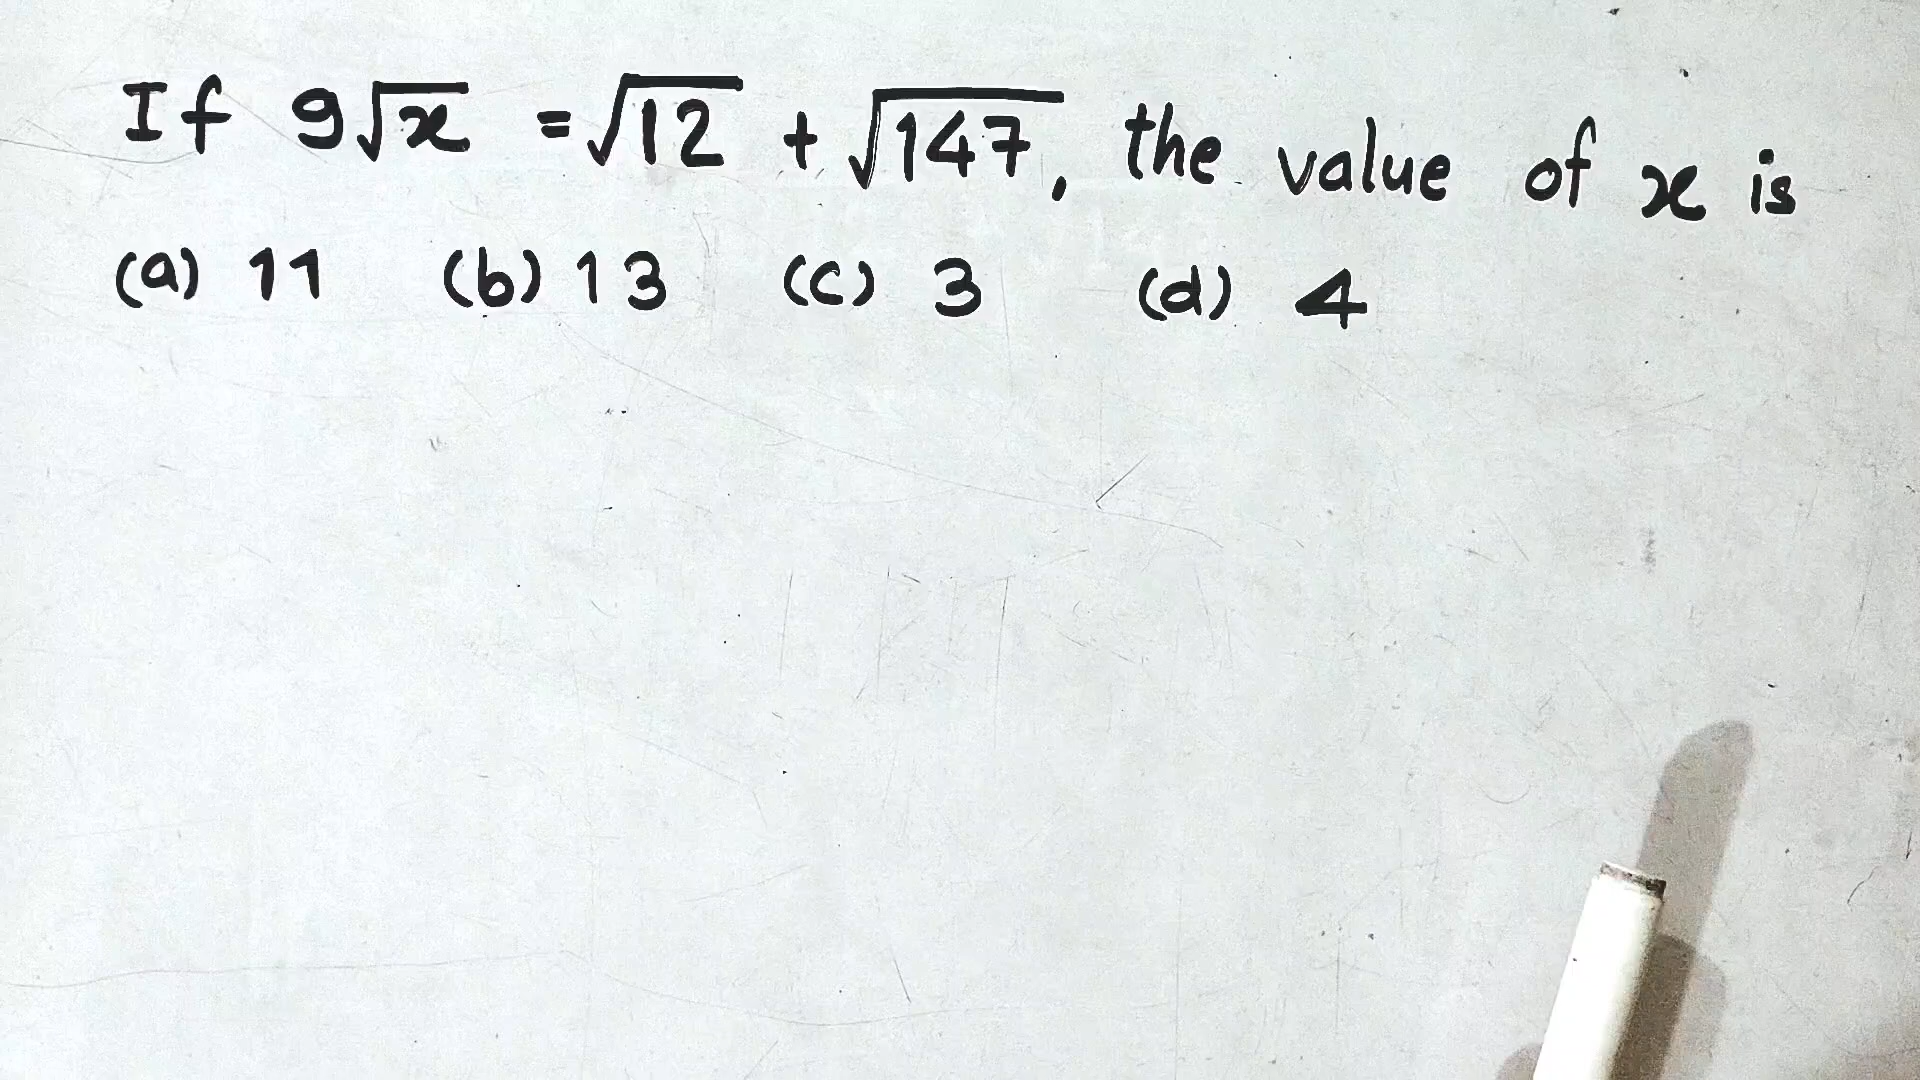 If 9√x = √12 + √147, the value of x is
(a) 11 (b) 13 (c) 3 (d) 4